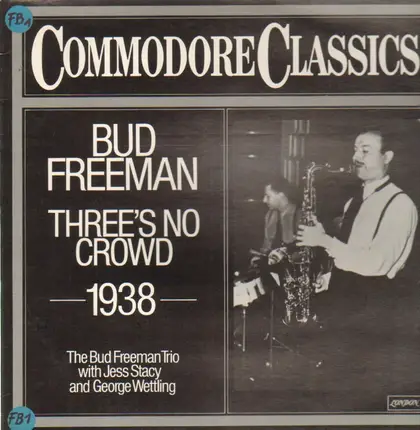 FB1
COMMODORE CLASSICS
BUD
FREEMAN
THREE'S NO
CROWD
1938
The Bud Freeman Trio
with Jess Stacy
and George Wettling
LONDON
FB1